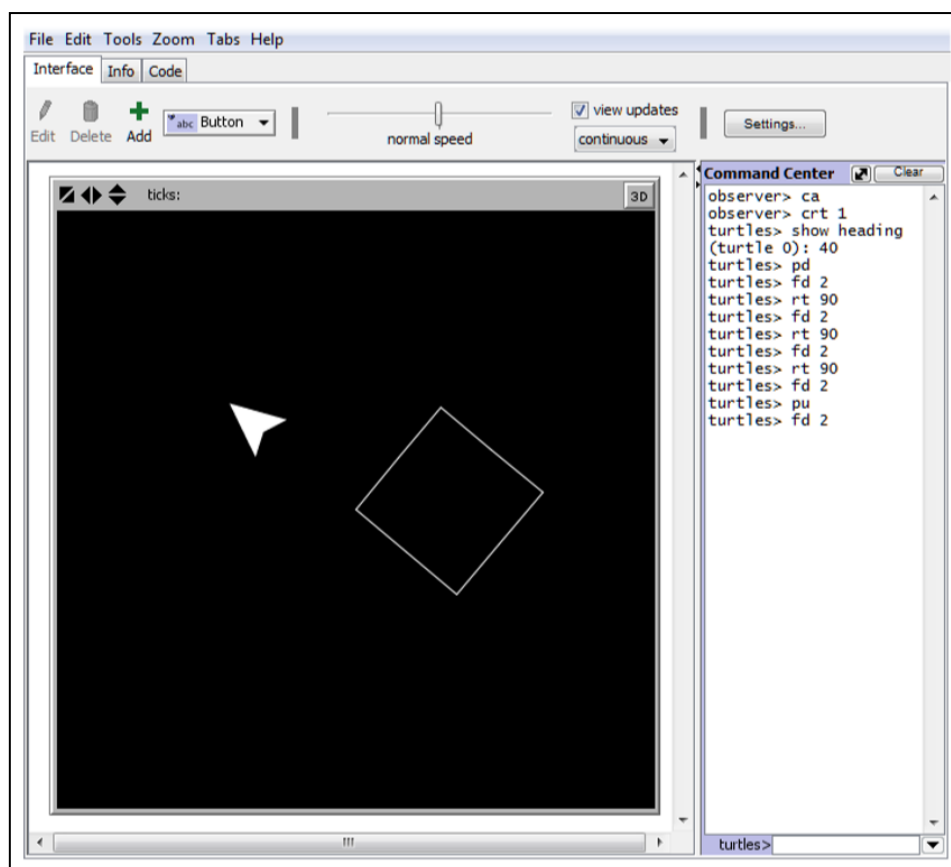 File Edit Tools Zoom Tabs Help
Interface Info Code
Edit Delete Add abc Button normal speed view updates continuous Settings...
ticks: 3D
Command Center Clear
observer> ca
observer> crt 1
turtles> show heading
(turtle 0): 40
turtles> pd
turtles> fd 2
turtles> rt 90
turtles> fd 2
turtles> rt 90
turtles> fd 2
turtles> rt 90
turtles> fd 2
turtles> pu
turtles> fd 2
turtles>